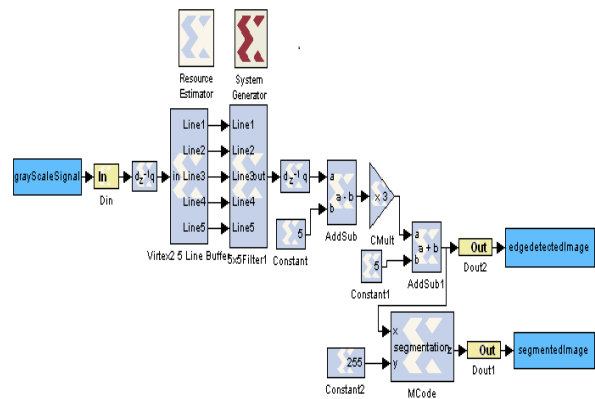 Resource
Estimator
System
Generator
grayScaleSignal
In
Din
d z⁻¹ q
in
Line1
Line2
Line3
Line4
Line5
Virtex2 5 Line Buffer
Line1
Line2
Line3
Line4
Line5
out
5x5Filter1
d z⁻¹ q
5
Constant
a
b
a - b
AddSub
x 3
CMult
5
Constant1
a
b
a + b
AddSub1
Out
Dout2
edgedetectedImage
255
Constant2
x
y
segmentation
z
MCode
Out
Dout1
segmentedImage